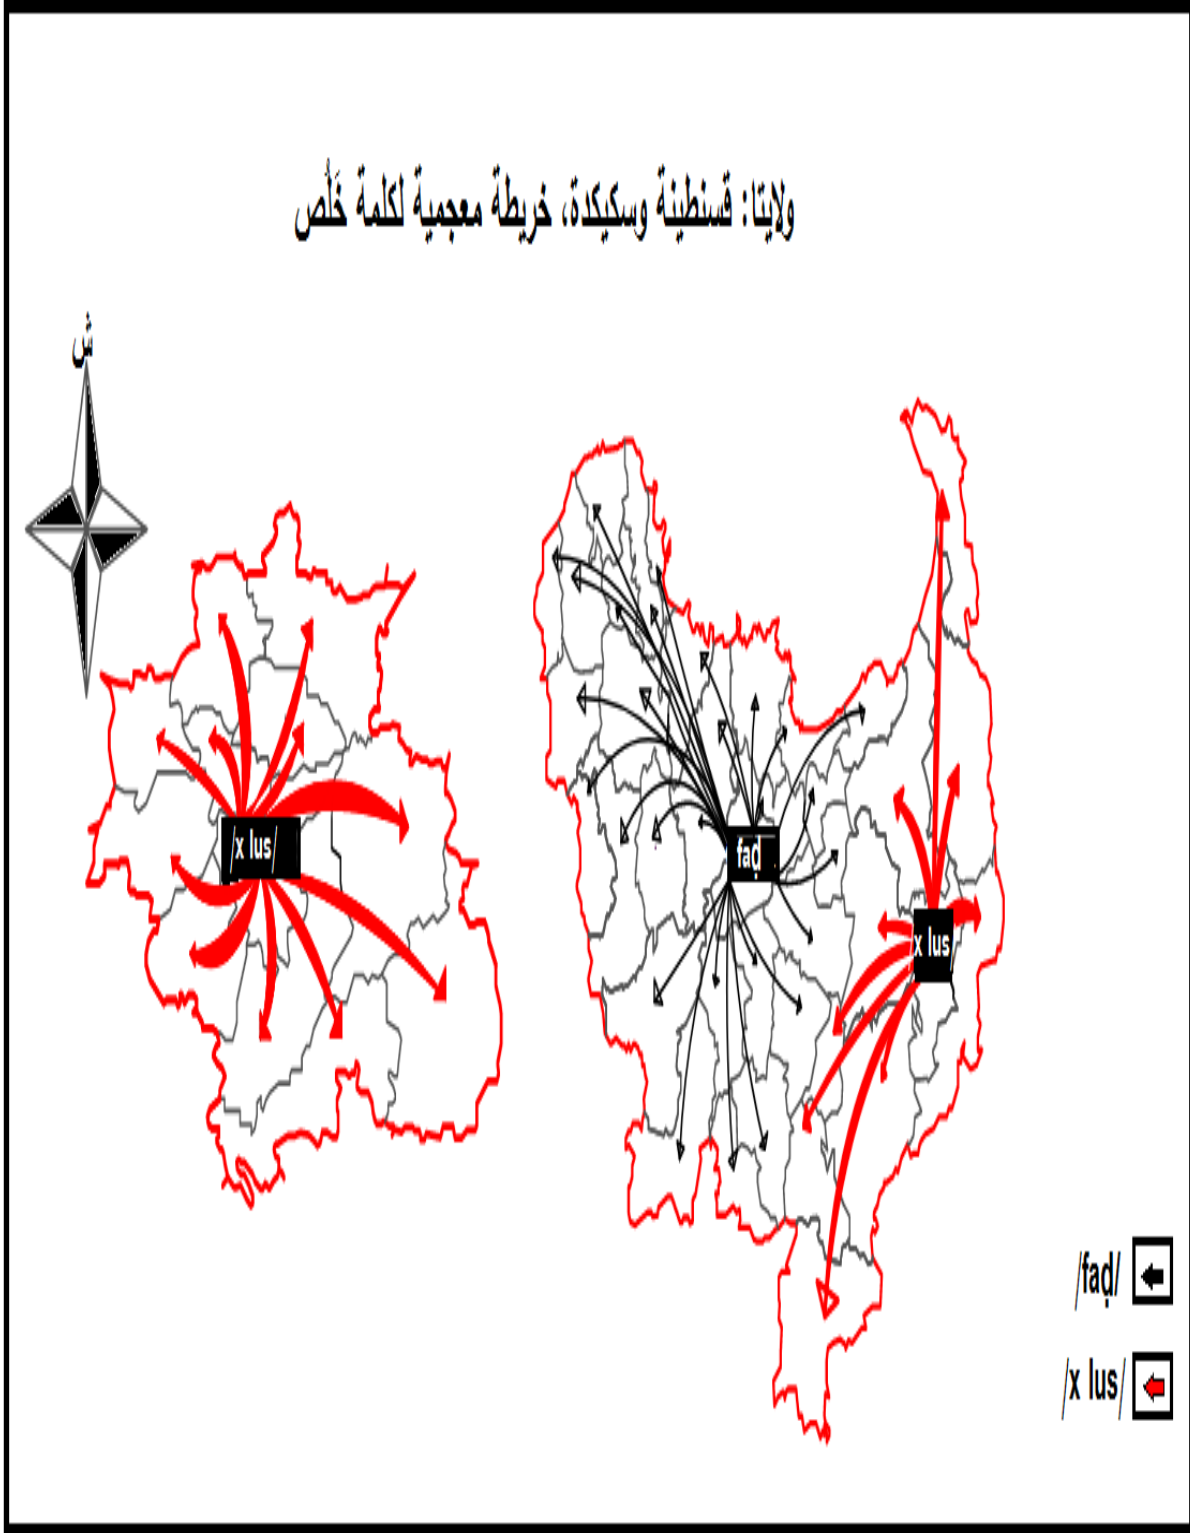 ولايتا: قسنطينة وسكيكدة، خريطة معجمية لكلمة خَلُص
ش
/x lus/
faḍ
x lus/
/faḍ/
/x lus/